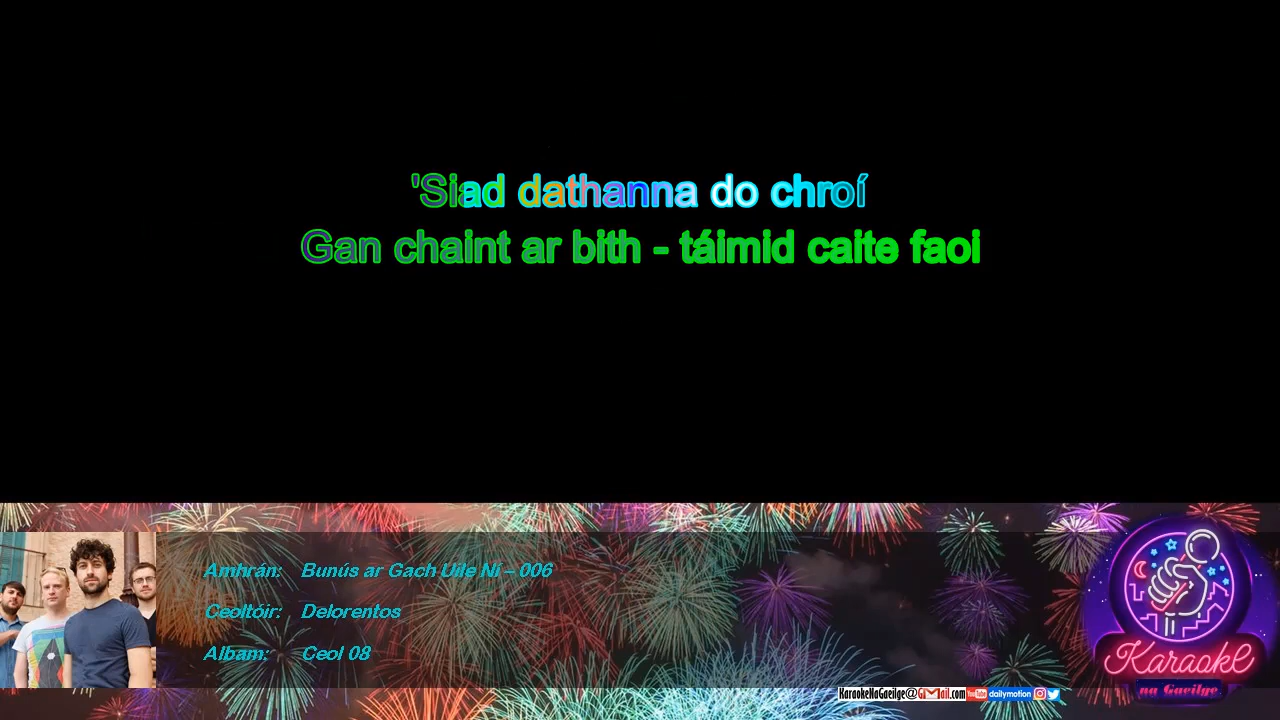 'Siad dathanna do chroí
Gan chaint ar bith - táimid caite faoi
Amhrán: Bunús ar Gach Uile Ní – 006
Ceoltóir: Delorentos
Albam: Ceol 08
Karaoke
na Gaeilge
KaraokeNaGaeilge@GMail.com YouTube dailymotion